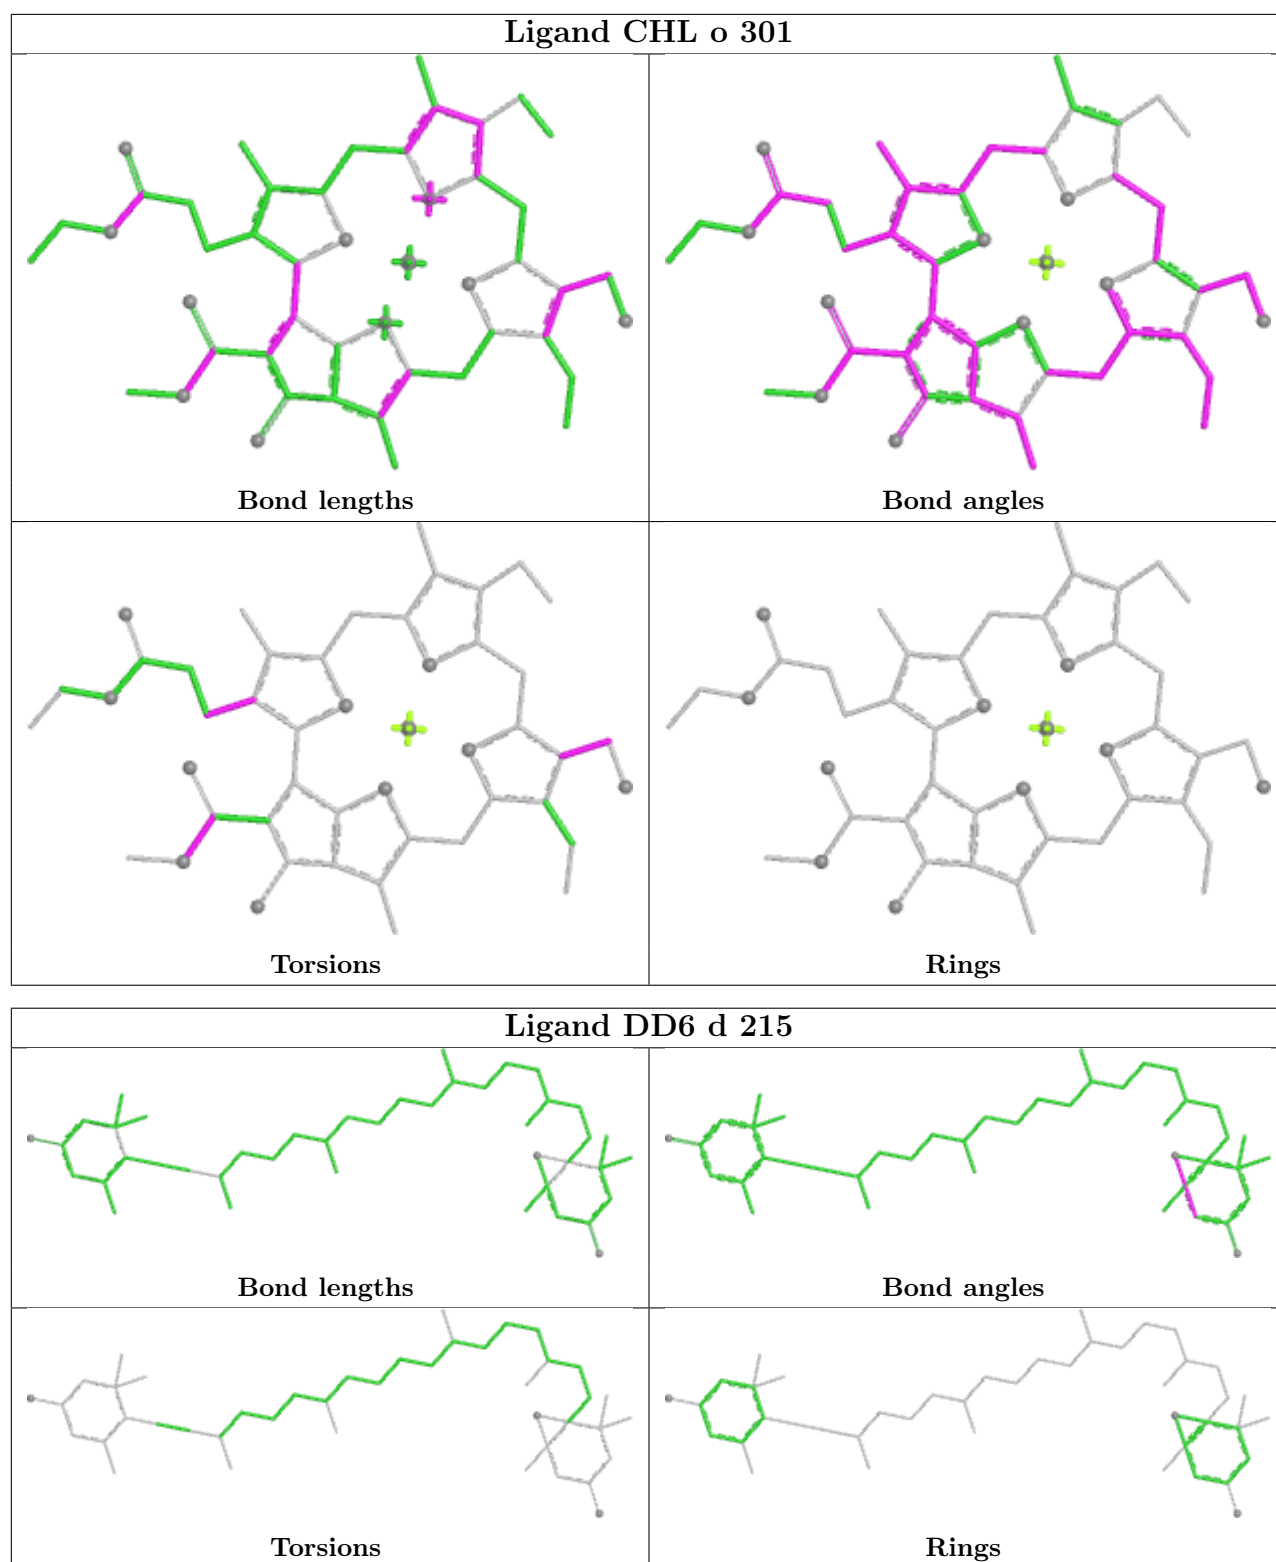 Ligand CHL o 301
Bond lengths
Bond angles
Torsions
Rings
Ligand DD6 d 215
Bond lengths
Bond angles
Torsions
Rings